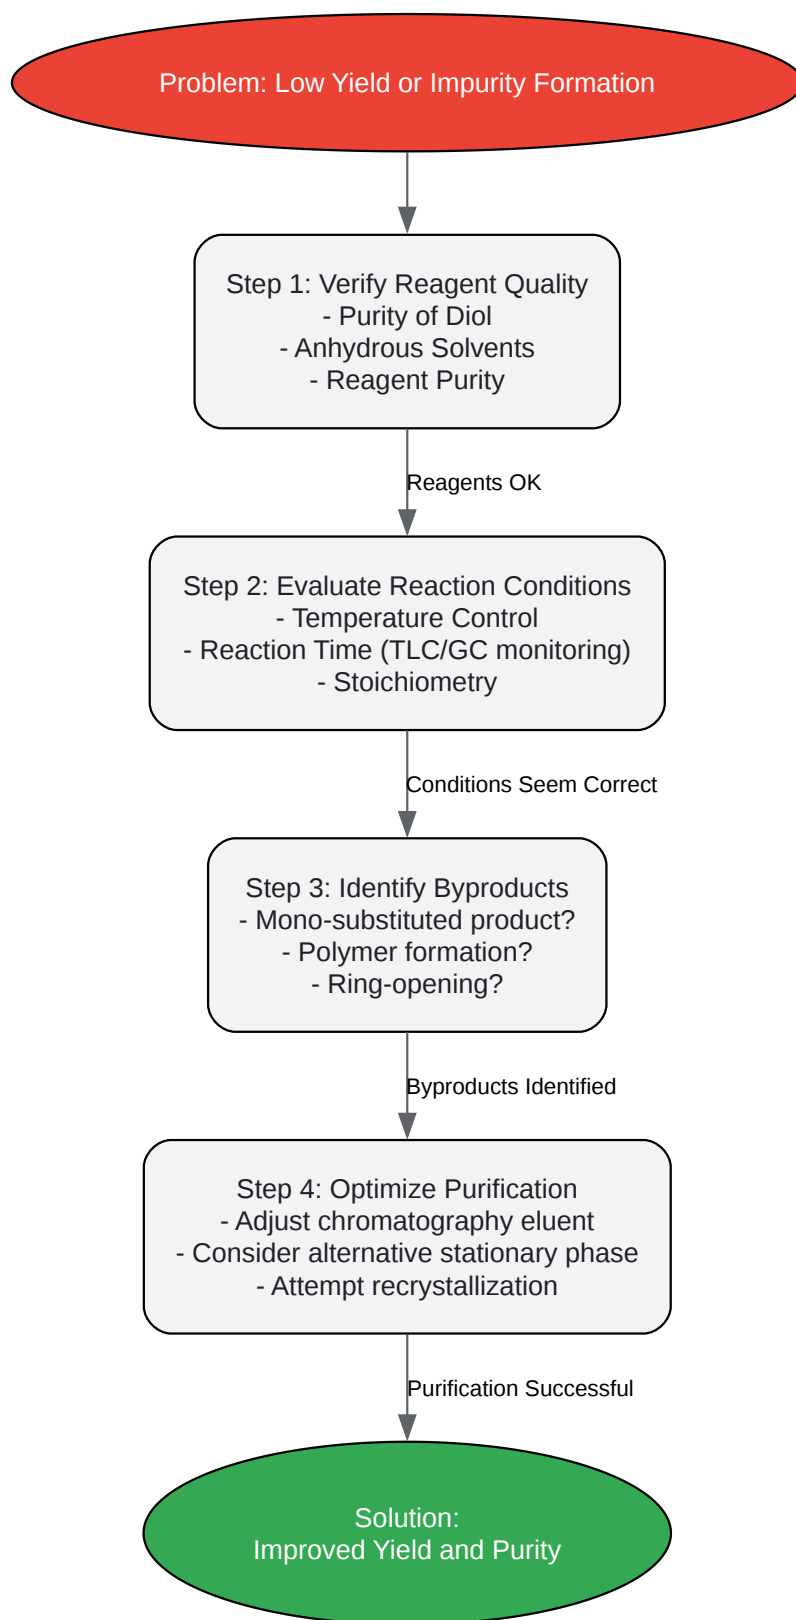 Problem: Low Yield or Impurity Formation
Step 1: Verify Reagent Quality
- Purity of Diol
- Anhydrous Solvents
- Reagent Purity
Reagents OK
Step 2: Evaluate Reaction Conditions
- Temperature Control
- Reaction Time (TLC/GC monitoring)
- Stoichiometry
Conditions Seem Correct
Step 3: Identify Byproducts
- Mono-substituted product?
- Polymer formation?
- Ring-opening?
Byproducts Identified
Step 4: Optimize Purification
- Adjust chromatography eluent
- Consider alternative stationary phase
- Attempt recrystallization
Purification Successful
Solution:
Improved Yield and Purity